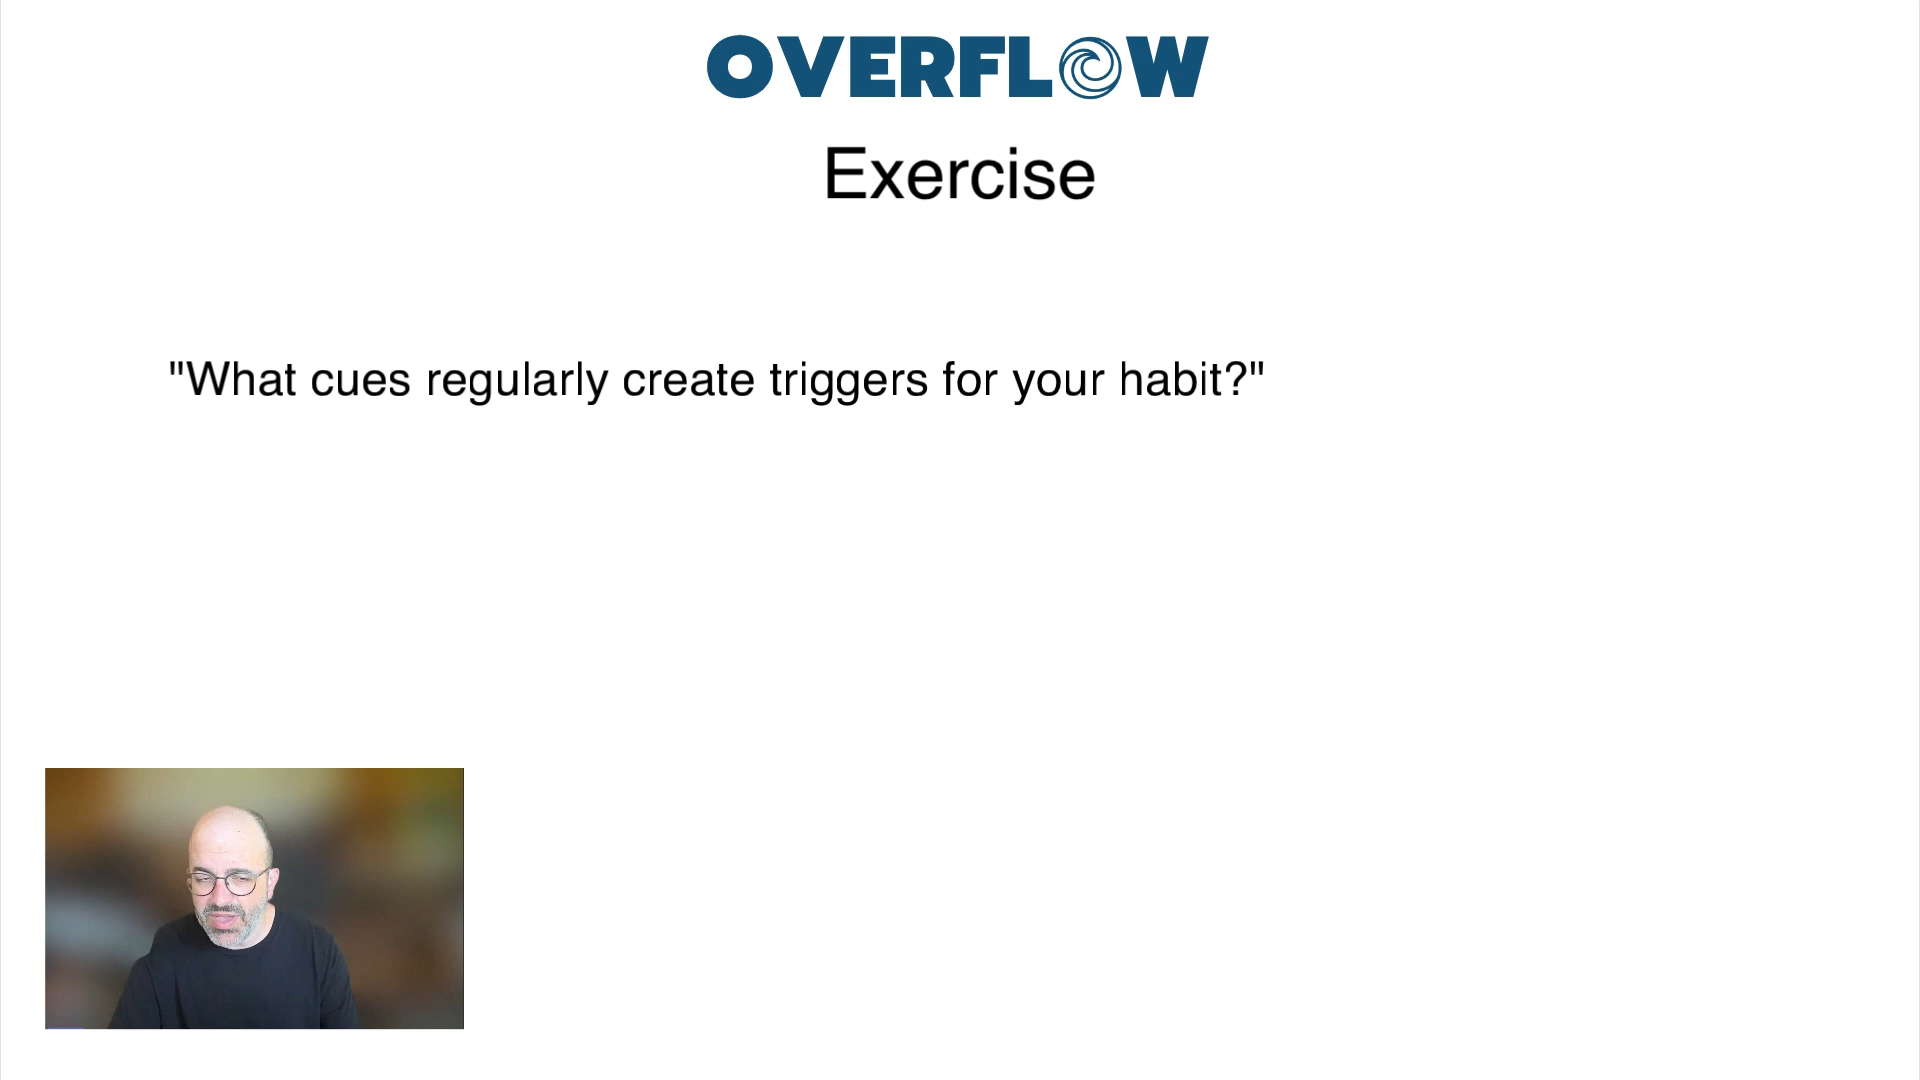 OVERFLOW
Exercise
"What cues regularly create triggers for your habit?"